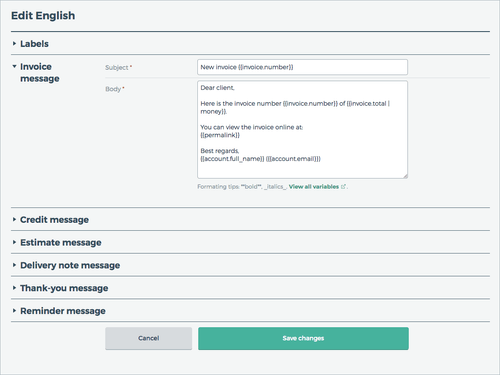 Edit English
Labels
Invoice
message
Subject *
New invoice {{invoice.number}}
Body *
Dear client,
Here is the invoice number {{invoice.number}} of {{invoice.total |
money}}.
You can view the invoice online at:
{{permalink}}
Best regards,
{{account.full_name}} ({{account.email}})
Formating tips: **bold**, _italics_. View all variables
Credit message
Estimate message
Delivery note message
Thank-you message
Reminder message
Cancel
Save changes